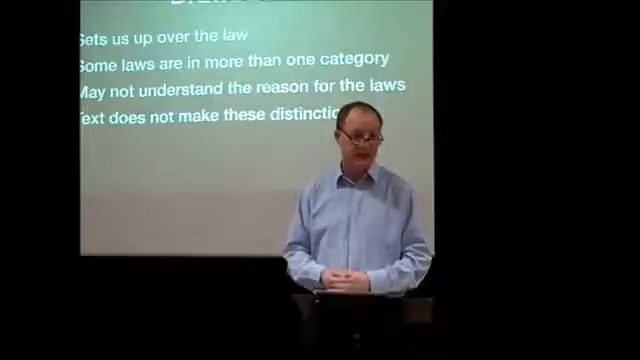 Sets us up over the law
Some laws are in more than one category
May not understand the reason for the laws
Text does not make these